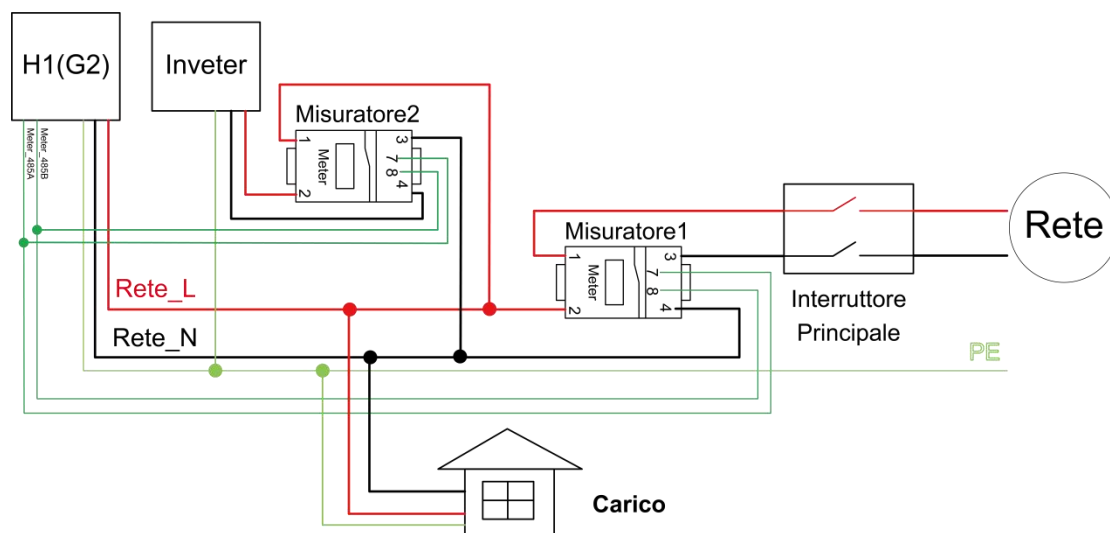 H1(G2)
Inveter
Meter_485B
Meter_485A
Misuratore2
1
2
Meter
3
7
8
4
Misuratore1
1
2
Meter
3
7
8
4
Rete
Interruttore
Principale
Rete_L
Rete_N
PE
Carico